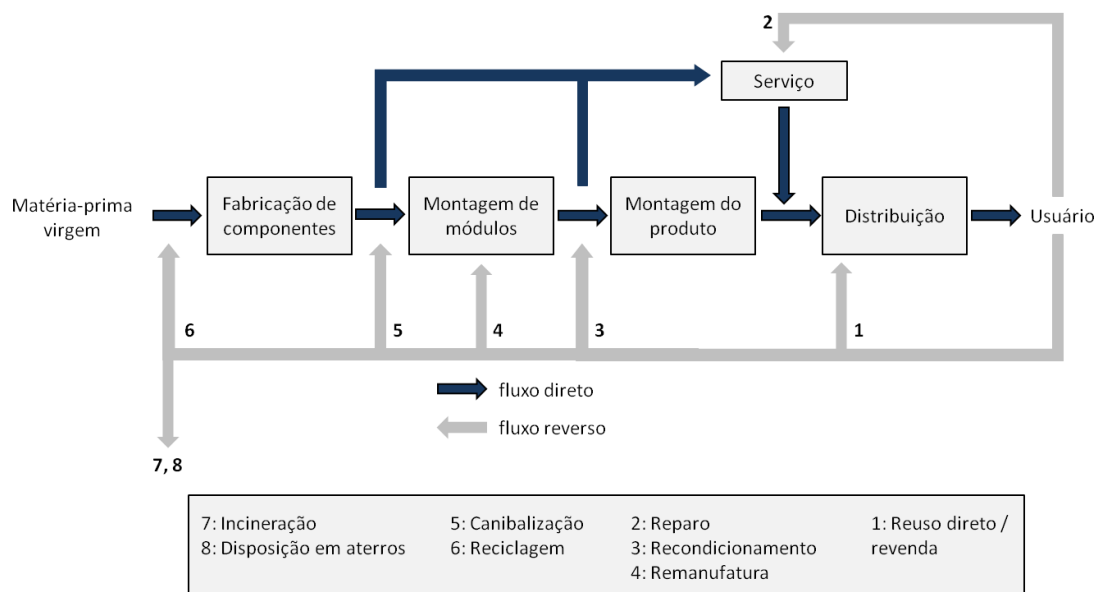 2
Serviço
Matéria-prima
virgem
Fabricação de
componentes
Montagem de
módulos
Montagem do
produto
Distribuição
Usuário
6
5
4
3
1
fluxo direto
fluxo reverso
7, 8
7: Incineração
8: Disposição em aterros
5: Canibalização
6: Reciclagem
2: Reparo
3: Recondicionamento
4: Remanufatura
1: Reuso direto /
revenda